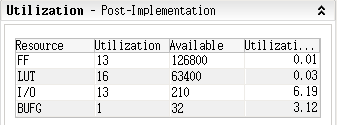 Utilization - Post-Implementation
Resource Utilization Available Utilizati...
FF 13 126800 0.01
LUT 16 63400 0.03
I/O 13 210 6.19
BUFG 1 32 3.12